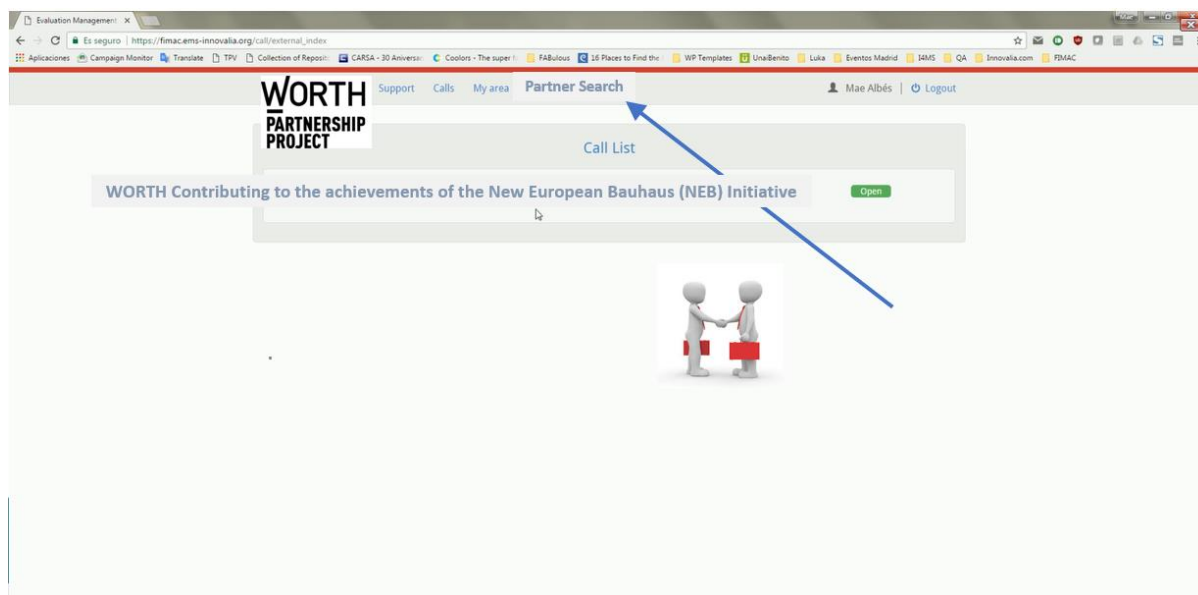 Evaluation Management
Es seguro | https://fimac.ems-innovalia.org/call/external_index
Aplicaciones Campaign Monitor Translate TPV Collection of Reposit CARSA - 30 Aniversar Coolors - The super f FABulous 16 Places to Find the WP Templates UnaiBenito Luka Eventos Madrid I4MS QA Innovalia.com FIMAC
WORTH
PARTNERSHIP
PROJECT
Support Calls My area Partner Search Mae Albés | Logout
Call List
WORTH Contributing to the achievements of the New European Bauhaus (NEB) Initiative Open